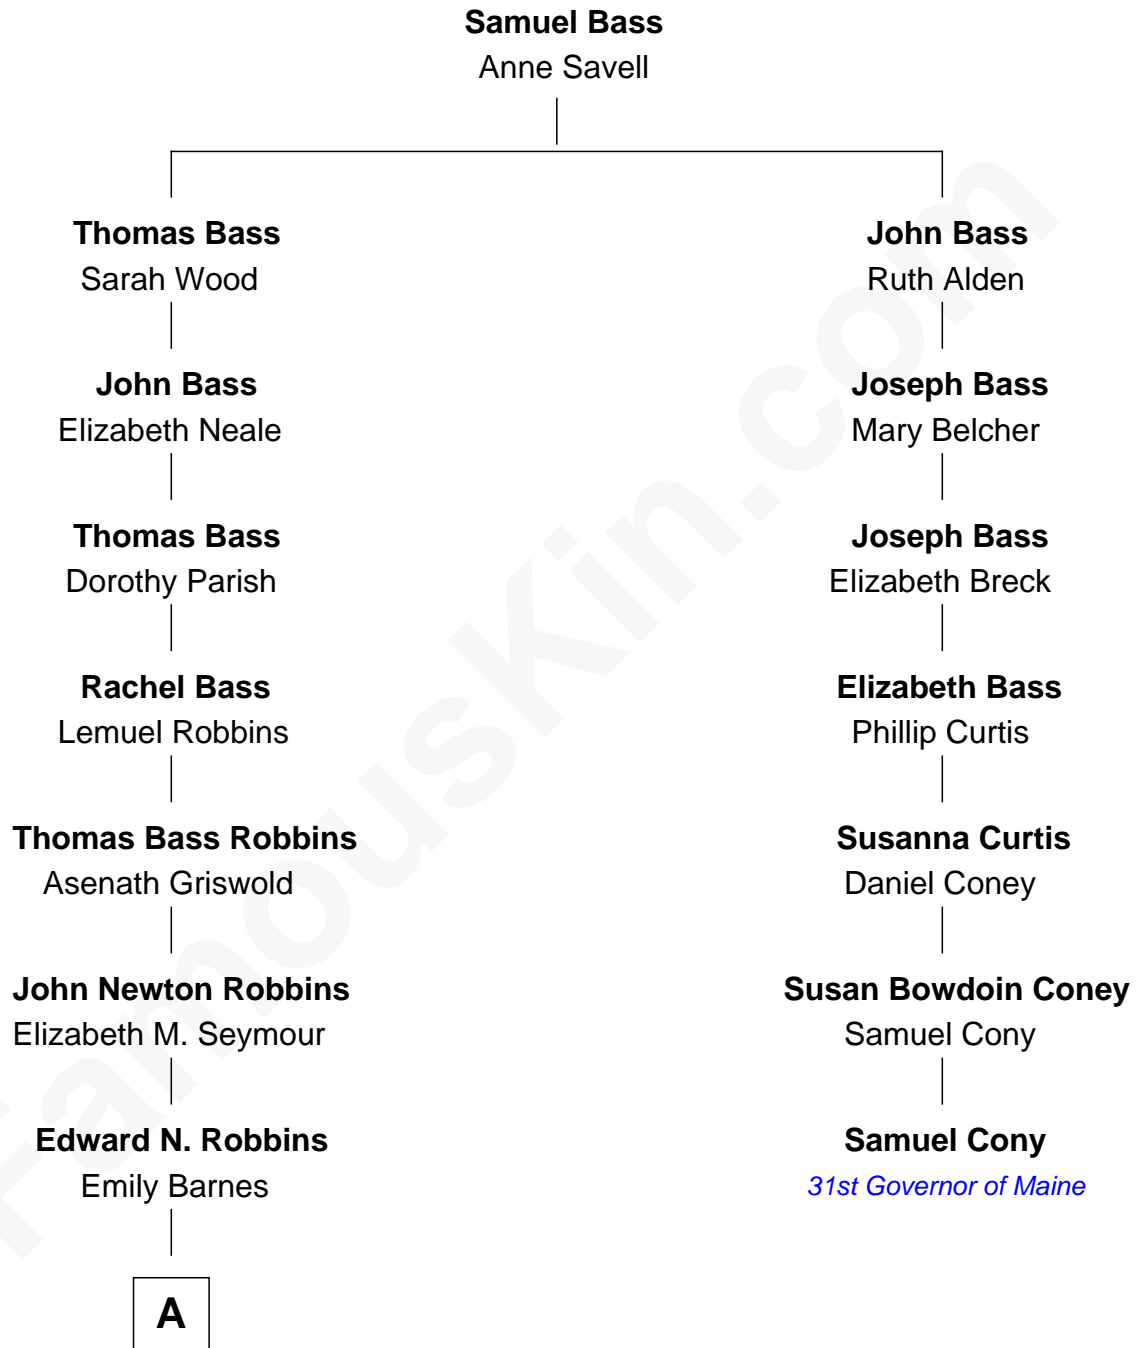 Samuel Bass
Anne Savell
Thomas Bass
Sarah Wood
John Bass
Ruth Alden
John Bass
Elizabeth Neale
Joseph Bass
Mary Belcher
Thomas Bass
Dorothy Parish
Joseph Bass
Elizabeth Breck
Rachel Bass
Lemuel Robbins
Elizabeth Bass
Phillip Curtis
Thomas Bass Robbins
Asenath Griswold
Susanna Curtis
Daniel Coney
John Newton Robbins
Elizabeth M. Seymour
Susan Bowdoin Coney
Samuel Cony
Edward N. Robbins
Emily Barnes
Samuel Cony
31st Governor of Maine
A
FamousKin.com